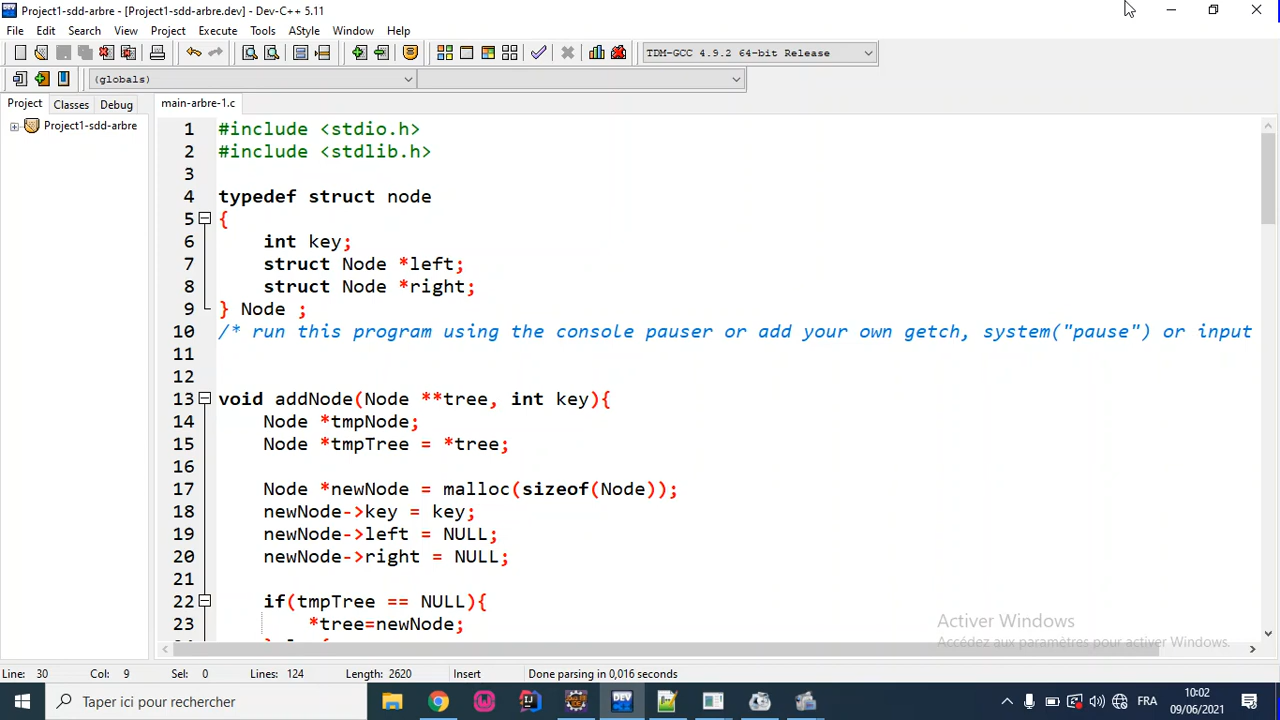 Project1-sdd-arbre - [Project1-sdd-arbre.dev] - Dev-C++ 5.11
File Edit Search View Project Execute Tools AStyle Window Help
TDM-GCC 4.9.2 64-bit Release
(globals)
Project Classes Debug
main-arbre-1.c
Project1-sdd-arbre
1 #include <stdio.h>
2 #include <stdlib.h>
3
4 typedef struct node
5 {
6 int key;
7 struct Node *left;
8 struct Node *right;
9 } Node ;
10 /* run this program using the console pauser or add your own getch, system("pause") or input
11
12
13 void addNode(Node **tree, int key){
14 Node *tmpNode;
15 Node *tmpTree = *tree;
16
17 Node *newNode = malloc(sizeof(Node));
18 newNode->key = key;
19 newNode->left = NULL;
20 newNode->right = NULL;
21
22 if(tmpTree == NULL){
23 *tree=newNode;
Activer Windows
Accédez aux paramètres pour activer Windows.
Line: 30 Col: 9 Sel: 0 Lines: 124 Length: 2620 Insert Done parsing in 0,016 seconds
Taper ici pour rechercher
DEV
FRA
10:02
09/06/2021